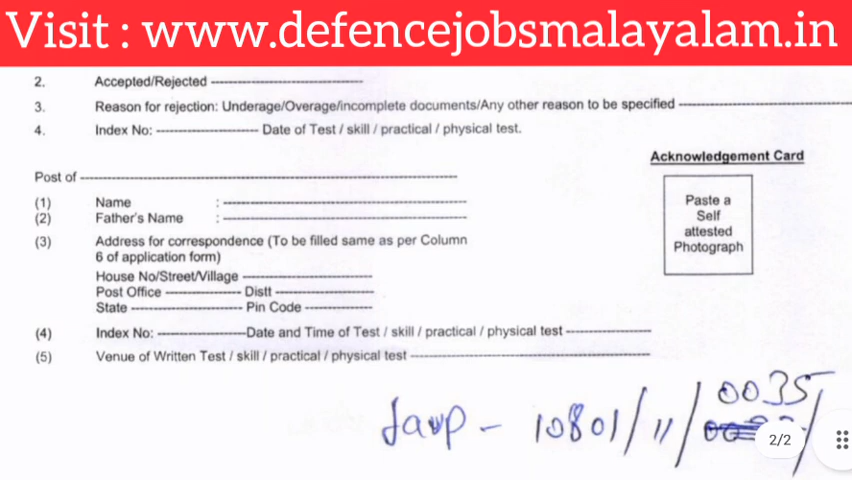 Visit : www.defencejobsmalayalam.in
2. Accepted/Rejected ------------------------------
3. Reason for rejection: Underage/Overage/incomplete documents/Any other reason to be specified ------------------------------
4. Index No: -------------------- Date of Test / skill / practical / physical test.
Acknowledgement Card
Post of ------------------------------------------------------------
(1) Name : ----------------------------------------
(2) Father's Name : ----------------------------------------
Paste a
Self
attested
Photograph
(3) Address for correspondence (To be filled same as per Column
6 of application form)
House No/Street/Village --------------------
Post Office ------------ Distt ----------------
State ---------------- Pin Code ------------
(4) Index No: ----------------Date and Time of Test / skill / practical / physical test ----------------
(5) Venue of Written Test / skill / practical / physical test ----------------------------------------
0035
10801/11/
2/2